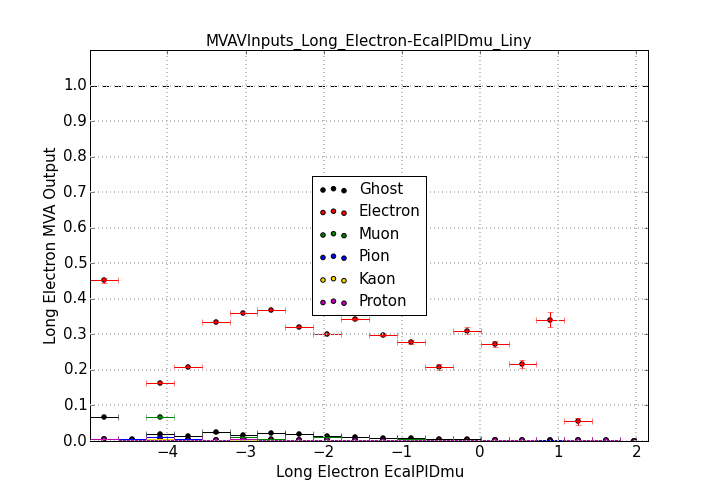 MVAVInputs_Long_Electron-EcalPIDmu_Liny
1.0
0.9
0.8
0.7
0.6
0.5
0.4
0.3
0.2
0.1
0.0
Long Electron MVA Output
Ghost
Electron
Muon
Pion
Kaon
Proton
−4 −3 −2 −1 0 1 2
Long Electron EcalPIDmu